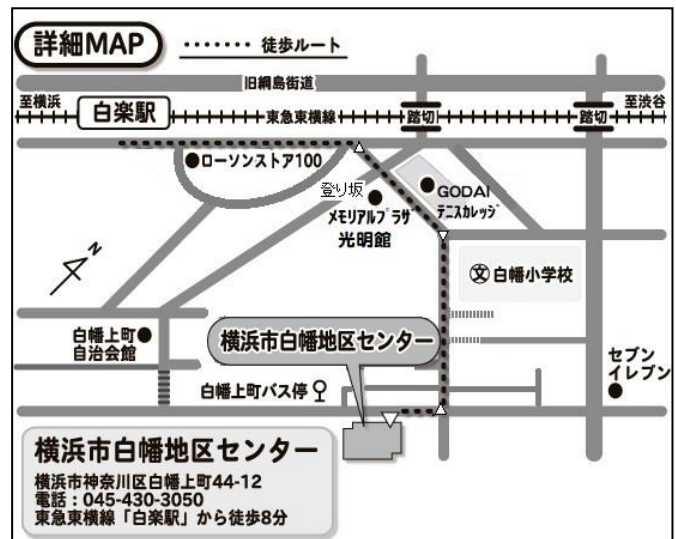 詳細MAP
徒歩ルート
旧綱島街道
至横浜
白楽駅
東急東横線
踏切
踏切
至渋谷
ローソンストア100
登り坂
GODAI
テニスカレッジ
メモリアルプラザ
光明館
N
文
白幡小学校
白幡上町
自治会館
横浜市白幡地区センター
セブン
イレブン
白幡上町バス停
横浜市白幡地区センター
横浜市神奈川区白幡上町44-12
電話：045-430-3050
東急東横線「白楽駅」から徒歩8分